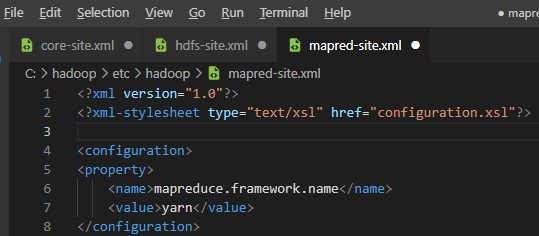 File Edit Selection View Go Run Terminal Help mapre
core-site.xml hdfs-site.xml mapred-site.xml
C: > hadoop > etc > hadoop > mapred-site.xml
1 <?xml version="1.0"?>
2 <?xml-stylesheet type="text/xsl" href="configuration.xsl"?>
3
4 <configuration>
5 <property>
6 <name>mapreduce.framework.name</name>
7 <value>yarn</value>
8 </configuration>